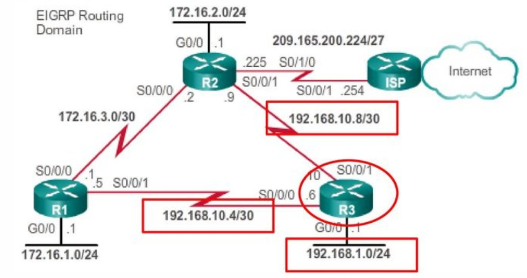 EIGRP Routing
Domain
172.16.2.0/24
G0/0 .1
209.165.200.224/27
.225 S0/1/0
R2
S0/0/0
.2
.9
S0/0/1
S0/0/1 .254
ISP
Internet
172.16.3.0/30
192.168.10.8/30
S0/0/0
.1
.5 S0/0/1
R1
G0/0 .1
172.16.1.0/24
192.168.10.4/30
S0/0/0
.6
.10
S0/0/1
R3
G0/0 .1
192.168.1.0/24